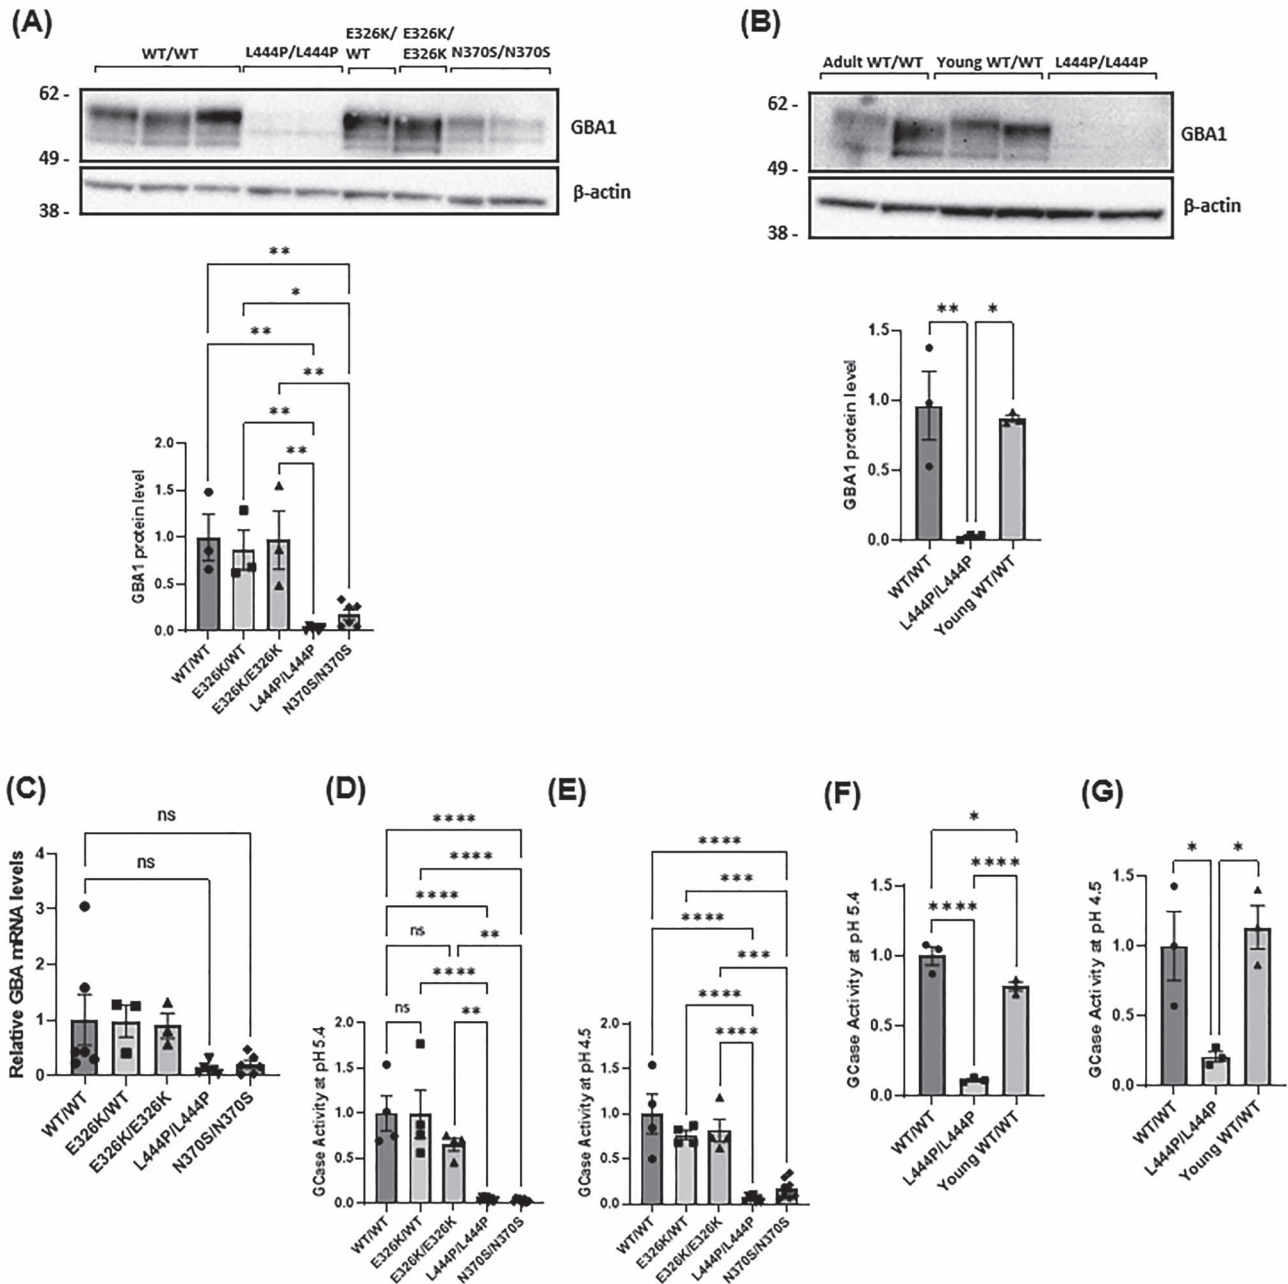 (A)
WT/WT
L444P/L444P
E326K/
WT
E326K/
E326K
N370S/N370S
62 -
GBA1
49 -
β-actin
38 -
**
*
**
**
**
**
2.0
1.5
1.0
0.5
0.0
GBA1 protein level
WT/WT
E326K/WT
E326K/E326K
L444P/L444P
N370S/N370S
(B)
Adult WT/WT
Young WT/WT
L444P/L444P
62 -
GBA1
49 -
β-actin
38 -
**
*
1.5
1.0
0.5
0.0
GBA1 protein level
WT/WT
L444P/L444P
Young WT/WT
(C)
ns
ns
4
3
2
1
0
Relative GBA mRNA levels
WT/WT
E326K/WT
E326K/E326K
L444P/L444P
N370S/N370S
(D)
****
****
****
ns
**
****
ns
**
2.0
1.5
1.0
0.5
0.0
GCase Activity at pH 5.4
WT/WT
E326K/WT
E326K/E326K
L444P/L444P
N370S/N370S
(E)
****
***
****
***
****
****
2.0
1.5
1.0
0.5
0.0
GCase Activity at pH 4.5
WT/WT
E326K/WT
E326K/E326K
L444P/L444P
N370S/N370S
(F)
*
****
****
1.5
1.0
0.5
0.0
GCase Activity at pH 5.4
WT/WT
L444P/L444P
Young WT/WT
(G)
*
*
1.5
1.0
0.5
0.0
GCase Activity at pH 4.5
WT/WT
L444P/L444P
Young WT/WT